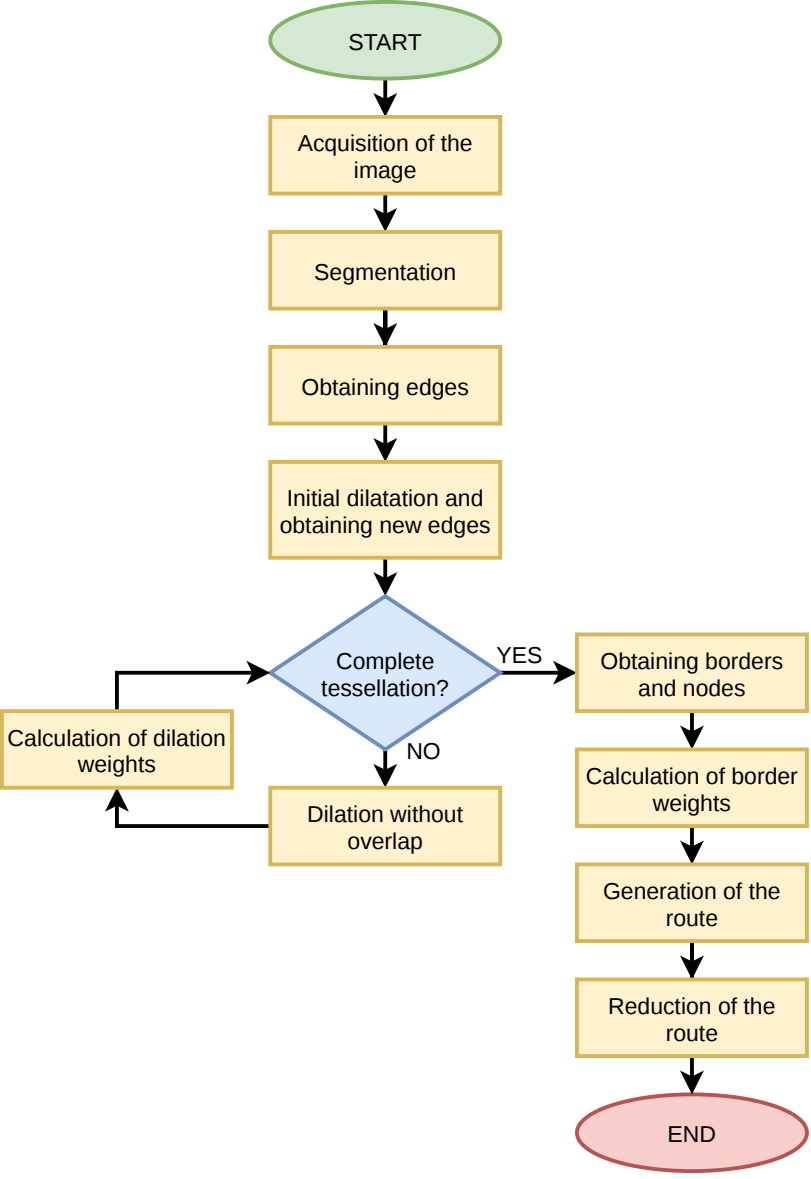 START
Acquisition of the
image
Segmentation
Obtaining edges
Initial dilatation and
obtaining new edges
Complete
tessellation?
YES
NO
Obtaining borders
and nodes
Calculation of dilation
weights
Calculation of border
weights
Dilation without
overlap
Generation of the
route
Reduction of the
route
END